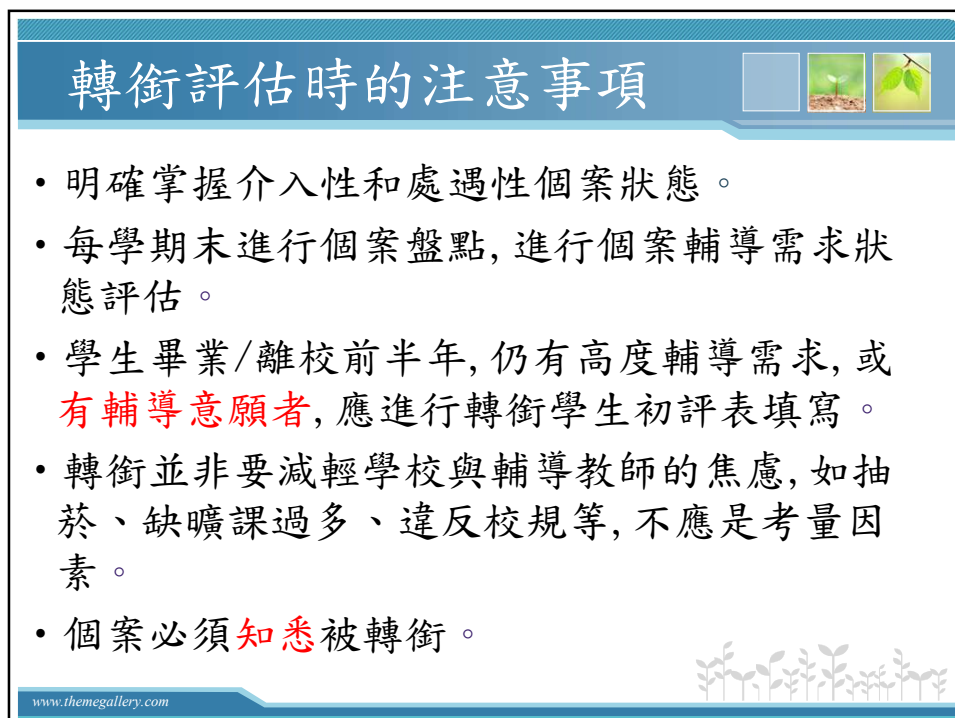 轉銜評估時的注意事項
•明確掌握介入性和處遇性個案狀態。
•每學期末進行個案盤點,進行個案輔導需求狀
態評估。
•學生畢業/離校前半年,仍有高度輔導需求,或
有輔導意願者,應進行轉銜學生初評表填寫。
•轉銜並非要減輕學校與輔導教師的焦慮,如抽
菸、缺曠課過多、違反校規等,不應是考量因
素。
•個案必須知悉被轉銜。
www.themegallery.com